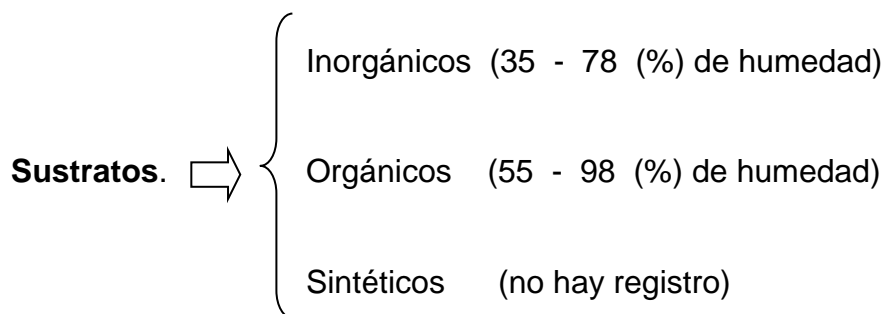 Inorgánicos (35 - 78 (%) de humedad)
Sustratos. Orgánicos (55 - 98 (%) de humedad)
Sintéticos (no hay registro)